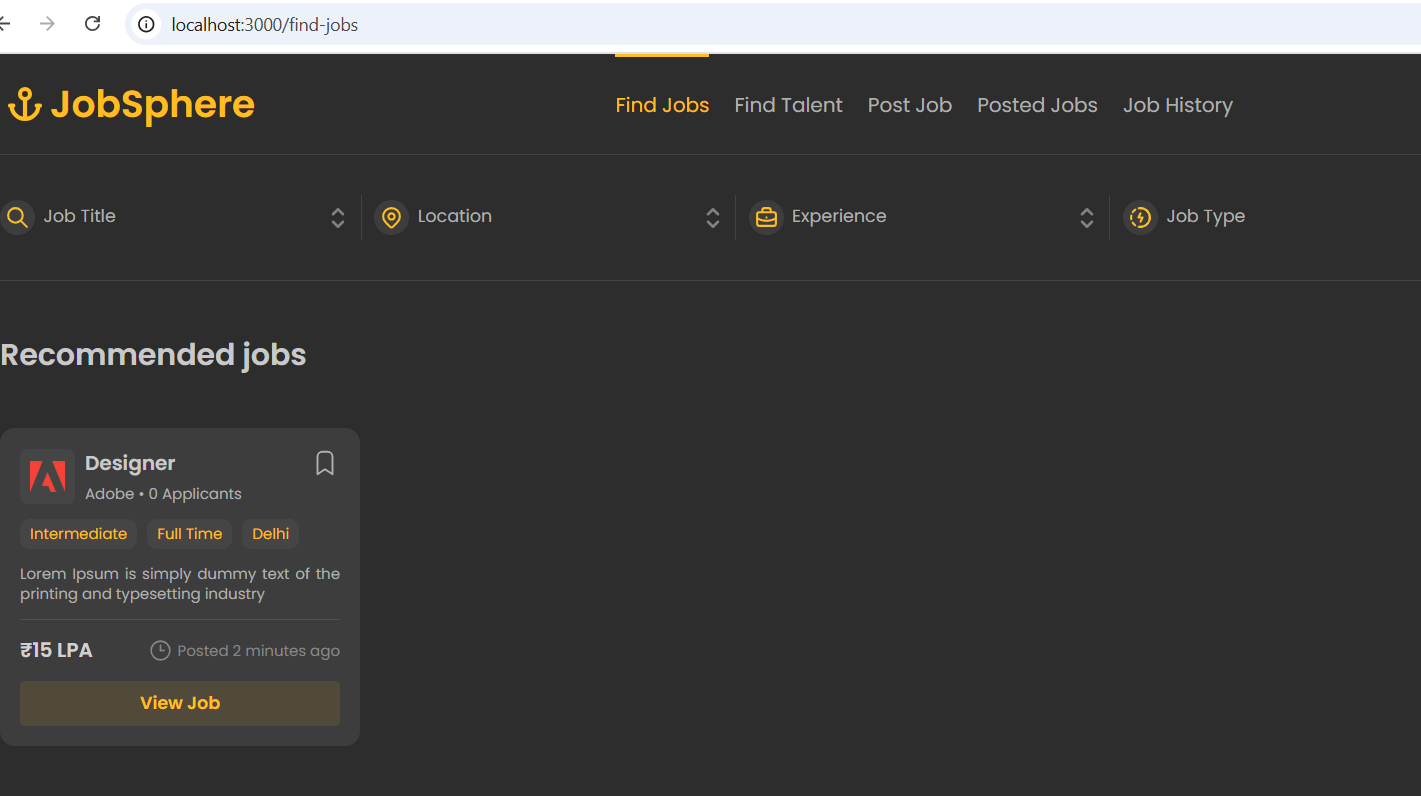 localhost:3000/find-jobs
JobSphere
Find Jobs Find Talent Post Job Posted Jobs Job History
Job Title Location Experience Job Type
Recommended jobs
Designer
Adobe • 0 Applicants
Intermediate Full Time Delhi
Lorem Ipsum is simply dummy text of the
printing and typesetting industry
₹15 LPA Posted 2 minutes ago
View Job